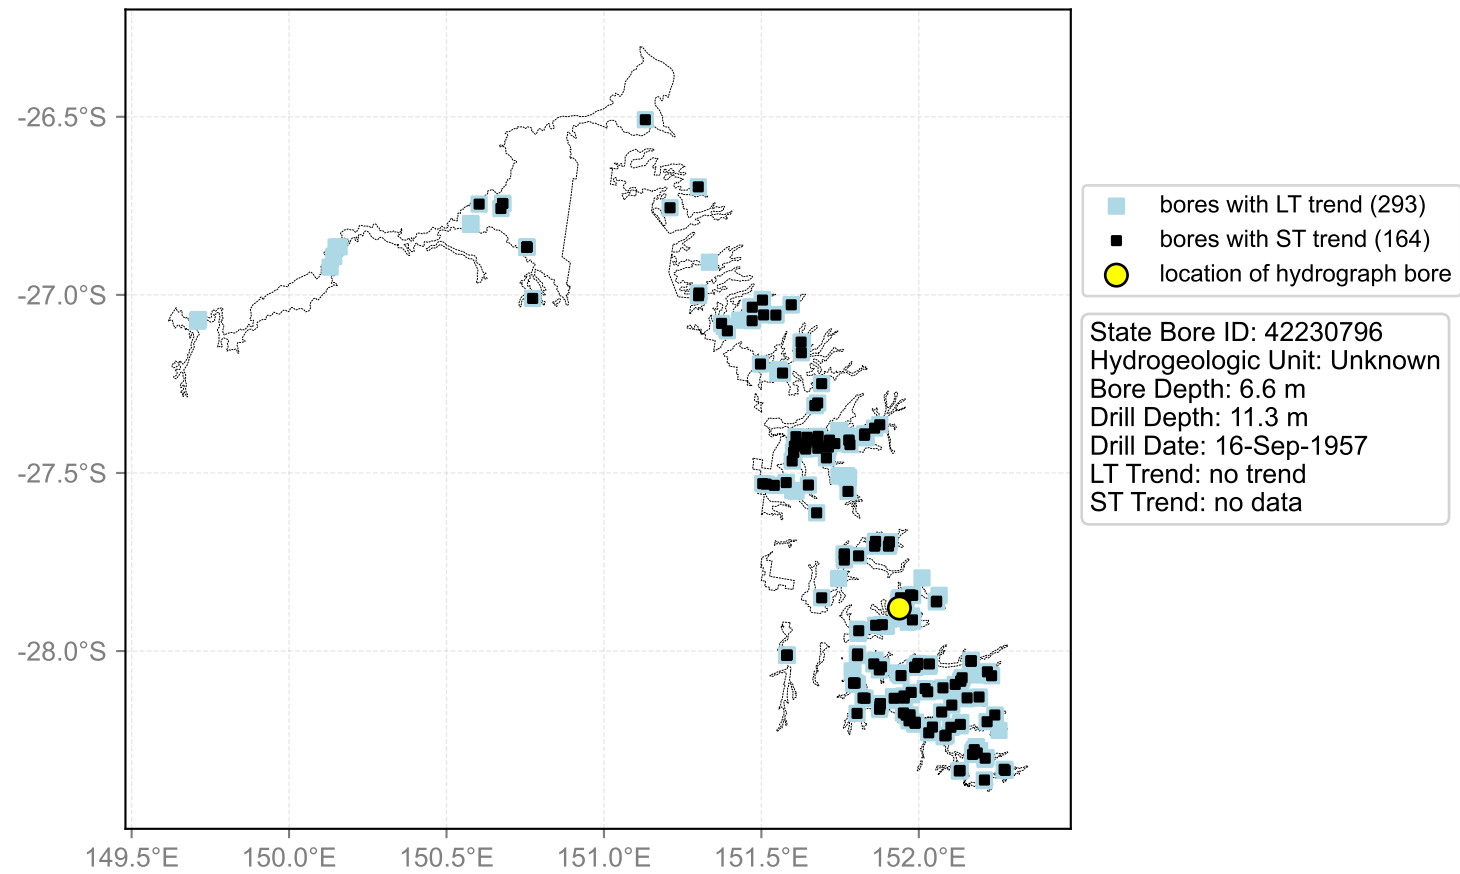 -26.5°S
-27.0°S
-27.5°S
-28.0°S
149.5°E
150.0°E
150.5°E
151.0°E
151.5°E
152.0°E
bores with LT trend (293)
bores with ST trend (164)
location of hydrograph bore
State Bore ID: 42230796
Hydrogeologic Unit: Unknown
Bore Depth: 6.6 m
Drill Depth: 11.3 m
Drill Date: 16-Sep-1957
LT Trend: no trend
ST Trend: no data